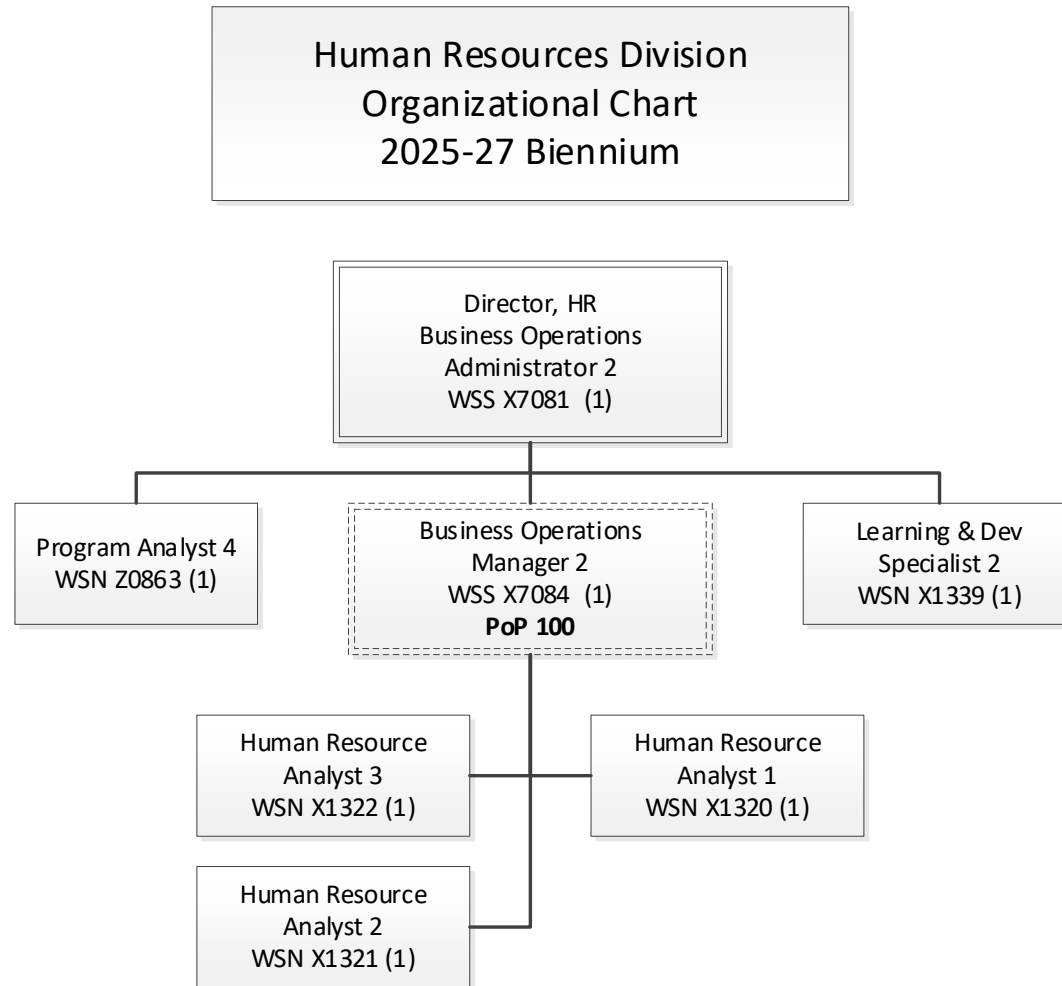 Human Resources Division
Organizational Chart
2025-27 Biennium
Director, HR
Business Operations
Administrator 2
WSS X7081 (1)
Program Analyst 4
WSN Z0863 (1)
Business Operations
Manager 2
WSS X7084 (1)
PoP 100
Learning & Dev
Specialist 2
WSN X1339 (1)
Human Resource
Analyst 3
WSN X1322 (1)
Human Resource
Analyst 1
WSN X1320 (1)
Human Resource
Analyst 2
WSN X1321 (1)